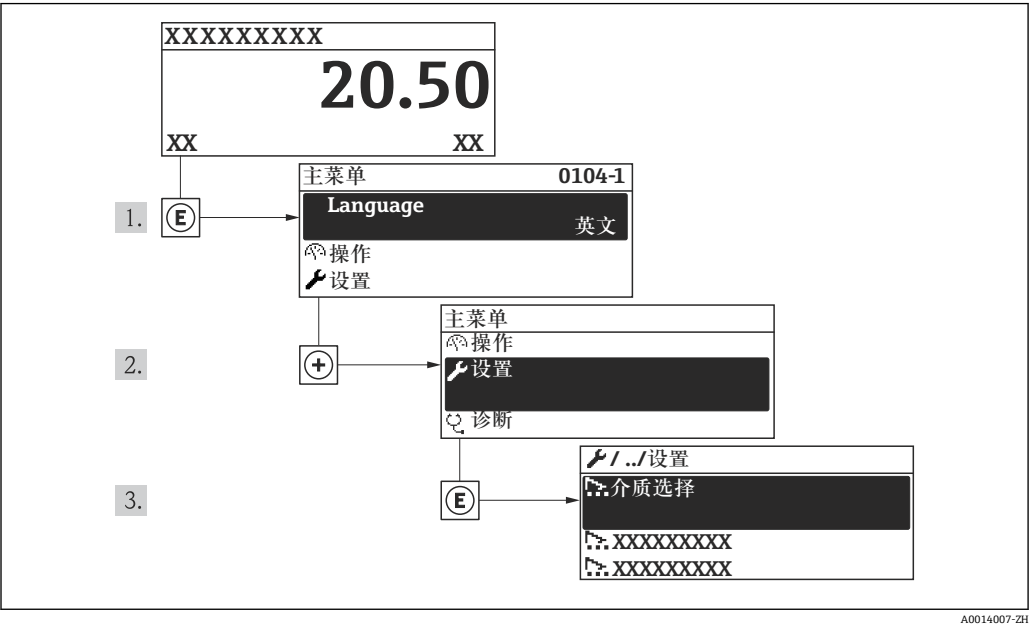 XXXXXXXXX
20.50
XX XX
主菜单 0104-1
1. E Language
英文
操作
设置
主菜单
操作
2. + 设置
诊断
/ ../设置
3. E 介质选择
XXXXXXXXX
XXXXXXXXX
A0014007-ZH